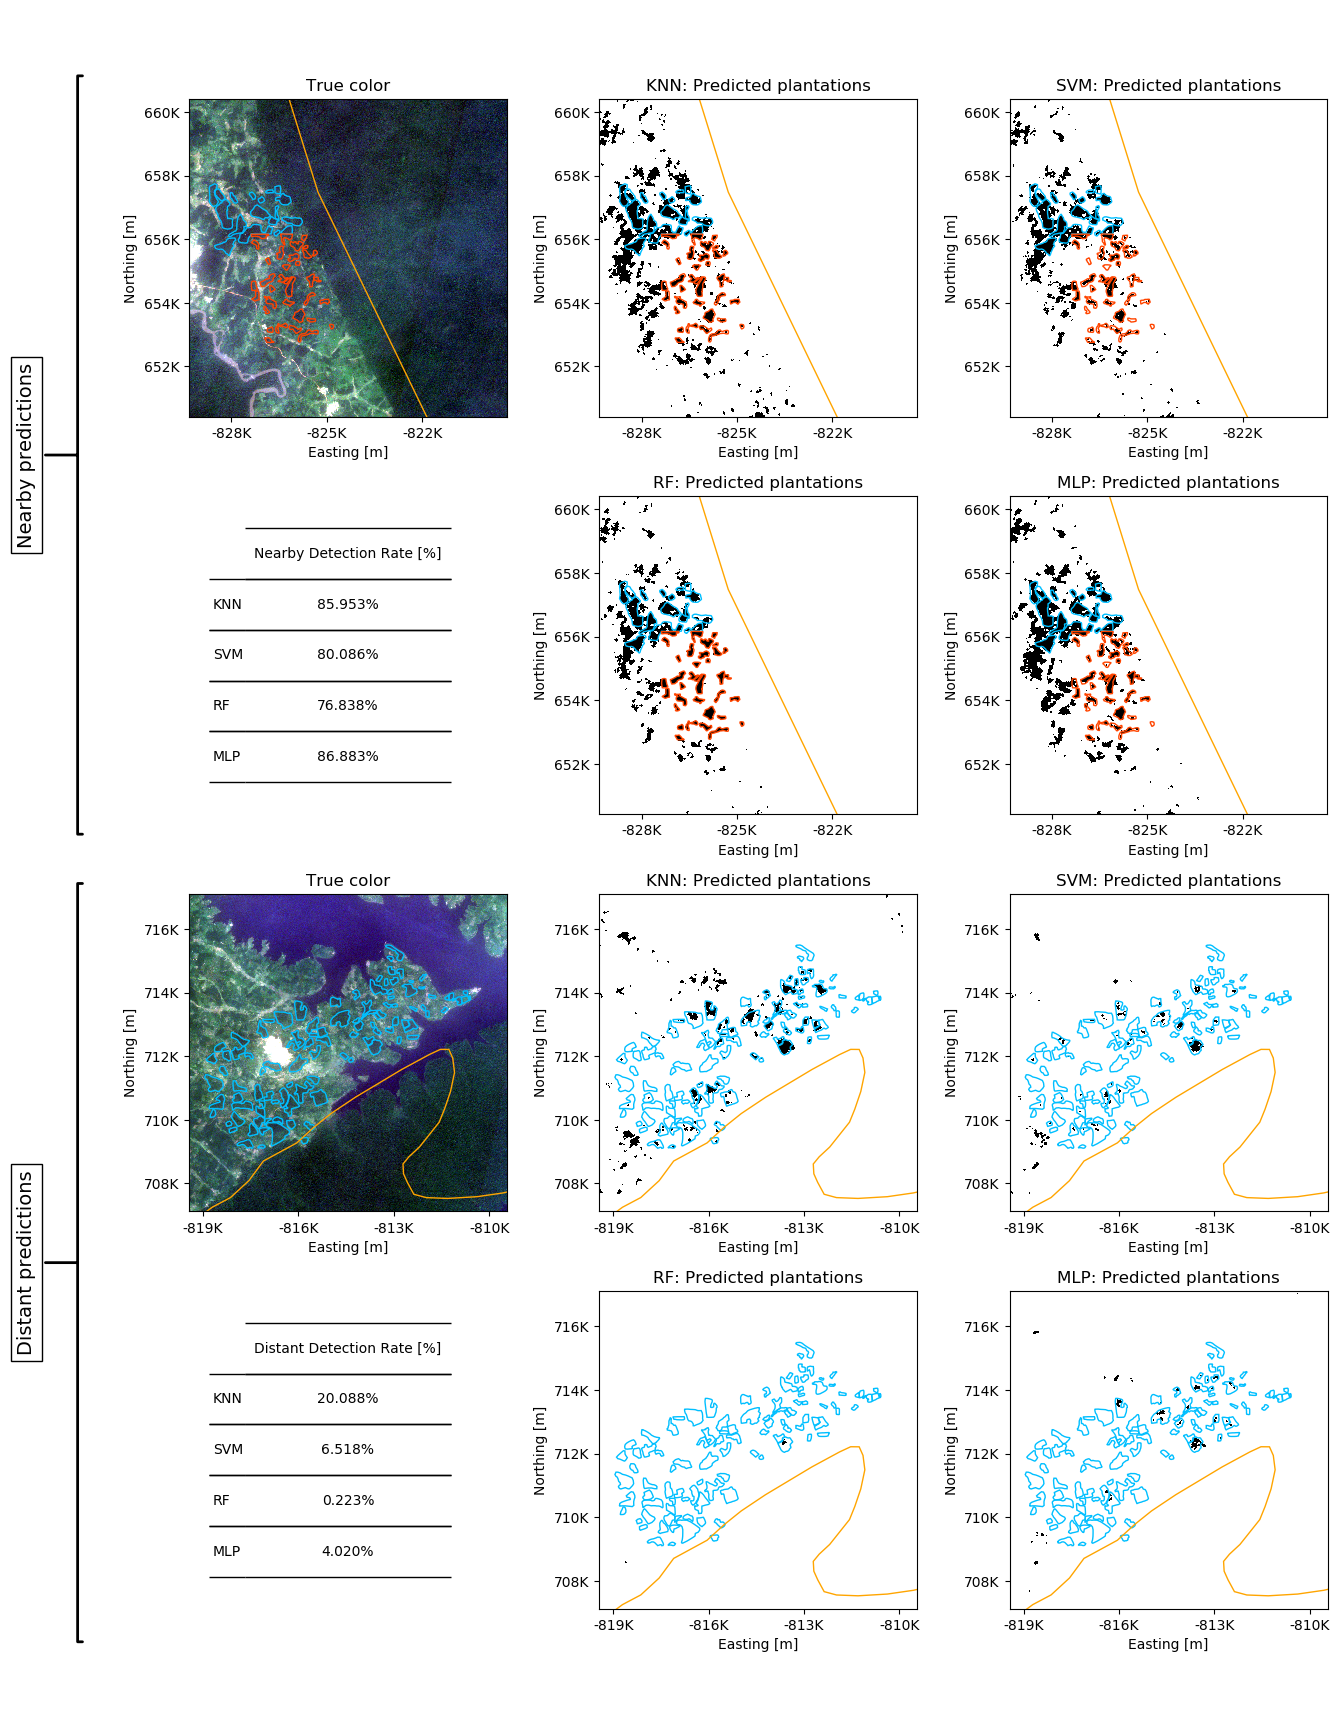 Nearby predictions
True color
660K
658K
656K
654K
652K
Northing [m]
-828K -825K -822K
Easting [m]
KNN: Predicted plantations
660K
658K
656K
654K
652K
Northing [m]
-828K -825K -822K
Easting [m]
SVM: Predicted plantations
660K
658K
656K
654K
652K
Northing [m]
-828K -825K -822K
Easting [m]
Nearby Detection Rate [%]
KNN 85.953%
SVM 80.086%
RF 76.838%
MLP 86.883%
RF: Predicted plantations
660K
658K
656K
654K
652K
Northing [m]
-828K -825K -822K
Easting [m]
MLP: Predicted plantations
660K
658K
656K
654K
652K
Northing [m]
-828K -825K -822K
Easting [m]
Distant predictions
True color
716K
714K
712K
710K
708K
Northing [m]
-819K -816K -813K -810K
Easting [m]
KNN: Predicted plantations
716K
714K
712K
710K
708K
Northing [m]
-819K -816K -813K -810K
Easting [m]
SVM: Predicted plantations
716K
714K
712K
710K
708K
Northing [m]
-819K -816K -813K -810K
Easting [m]
Distant Detection Rate [%]
KNN 20.088%
SVM 6.518%
RF 0.223%
MLP 4.020%
RF: Predicted plantations
716K
714K
712K
710K
708K
Northing [m]
-819K -816K -813K -810K
Easting [m]
MLP: Predicted plantations
716K
714K
712K
710K
708K
Northing [m]
-819K -816K -813K -810K
Easting [m]